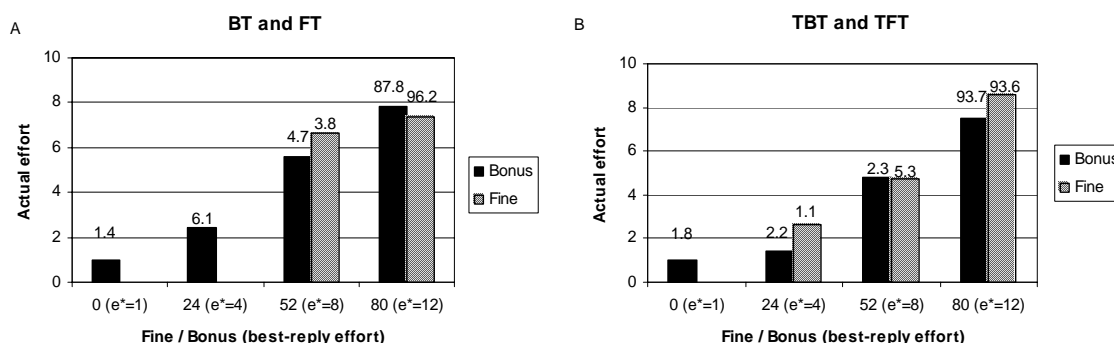 A
BT and FT
Actual effort
10
8
6
4
2
0
1.4
6.1
4.7
3.8
87.8
96.2
0 (e*=1)
24 (e*=4)
52 (e*=8)
80 (e*=12)
Fine / Bonus (best-reply effort)
Bonus
Fine
B
TBT and TFT
Actual effort
10
8
6
4
2
0
1.8
2.2
1.1
2.3
5.3
93.7
93.6
0 (e*=1)
24 (e*=4)
52 (e*=8)
80 (e*=12)
Fine / Bonus (best-reply effort)
Bonus
Fine